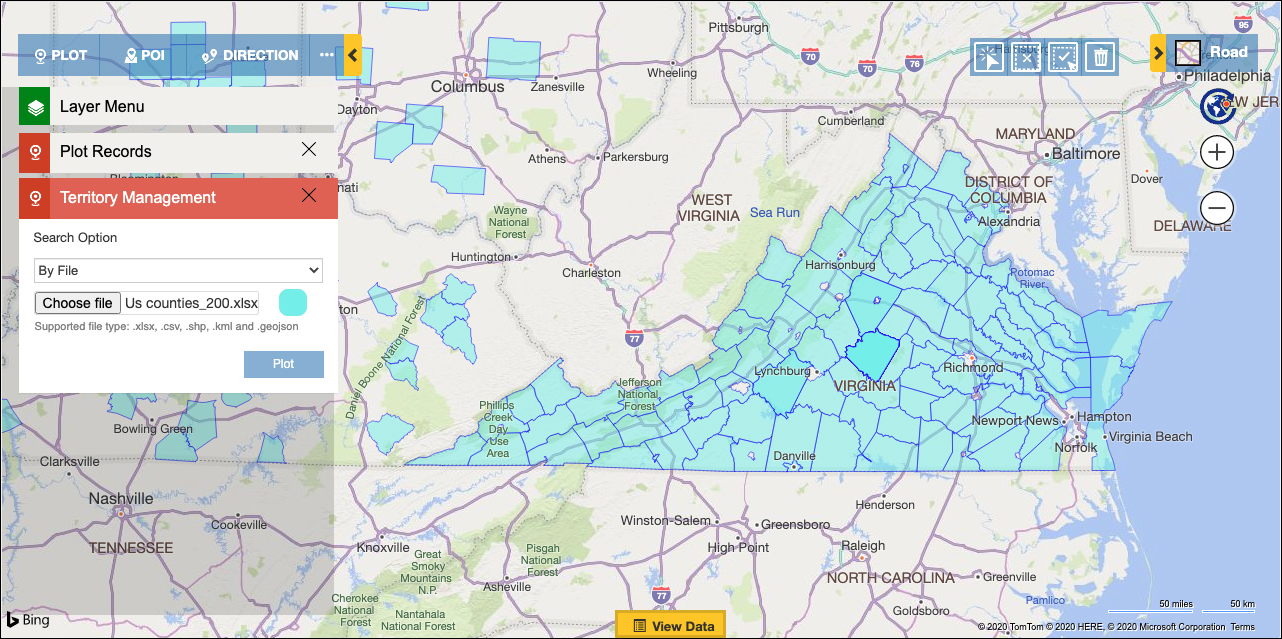 PLOT
POI
DIRECTION
...
Road
Layer Menu
Plot Records
Territory Management
Search Option
By File
Choose file Us counties_200.xlsx
Supported file type: .xlsx, .csv, .shp, .kml and .geojson
Plot
Pittsburgh
95
70
70
76
Wheeling
Philadelphia
NEW JER
Columbus
Zanesville
Dayton
Cumberland
MARYLAND
Baltimore
Athens
Parkersburg
Dover
nati
DISTRICT OF
COLUMBIA
WEST
VIRGINIA
Sea Run
Wayne
National
Forest
Alexandria
DELAWARE
Huntington
Harrisonburg
Charleston
Potomac
River
ton
77
Daniel Boone National Forest
Lynchburg
Richmond
VIRGINIA
Jefferson
National
Forest
Phillips
Creek
Day
Use
Area
Newport News
Hampton
Bowling Green
Virginia Beach
Norfolk
Clarksville
Danville
Nashville
Henderson
Cookeville
Winston-Salem
Greensboro
TENNESSEE
Knoxville
High Point
Raleigh
Great
Smoky
Mountains
N.P.
Pisgah
National
Forest
Asheville
NORTH CAROLINA
Greenville
77
Cherokee
National
Forest
Nantahala
National Forest
Pamlico
Goldsboro
50 miles
50 km
Bing
View Data
© 2020 TomTom © 2020 HERE, © 2020 Microsoft Corporation Terms